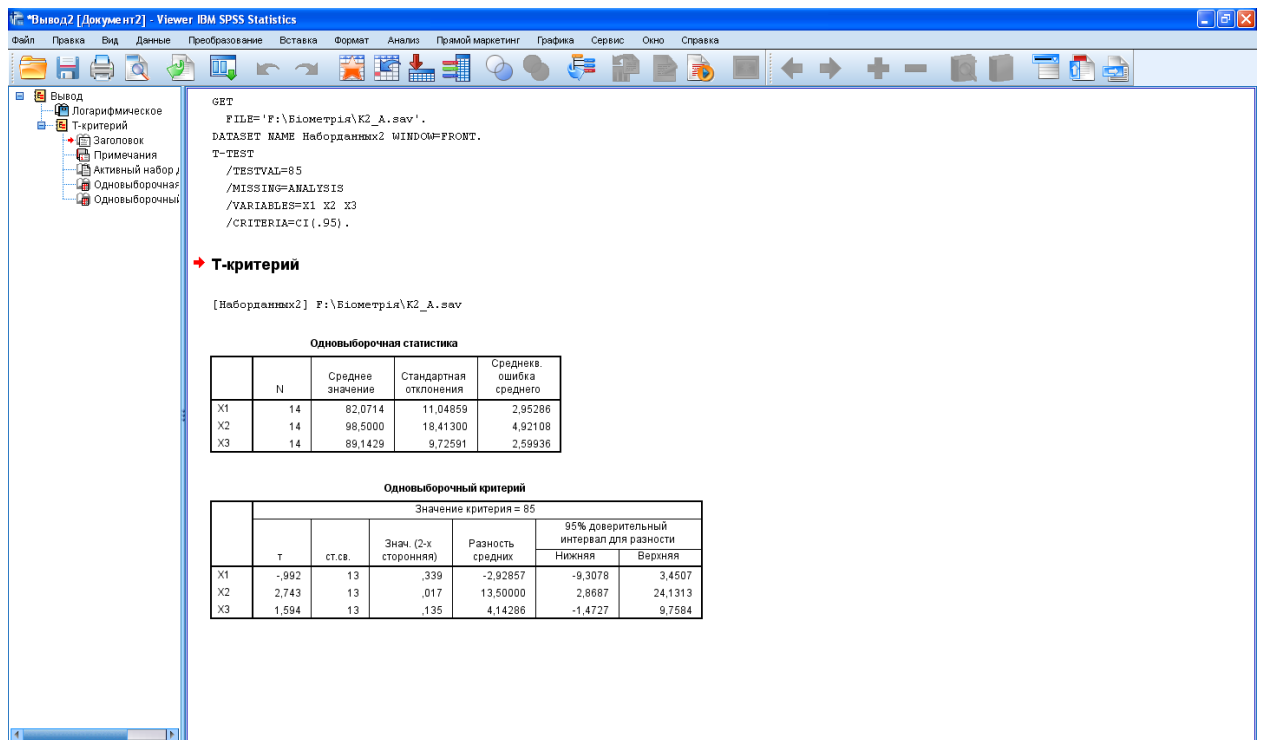 *Вывод2 [Документ2] - Viewer IBM SPSS Statistics
Файл Правка Вид Данные Преобразование Вставка Формат Анализ Прямой маркетинг Графика Сервис Окно Справка
Вывод
Логарифмическое
Т-критерий
Заголовок
Примечания
Активный набор
Одновыборочная
Одновыборочный
GET
FILE='F:\Біометрія\K2_A.sav'.
DATASET NAME Наборданных2 WINDOW=FRONT.
T-TEST
/TESTVAL=85
/MISSING=ANALYSIS
/VARIABLES=X1 X2 X3
/CRITERIA=CI(.95).
Т-критерий
[Наборданных2] F:\Біометрія\K2_A.sav
Одновыборочная статистика
N Среднее значение Стандартная отклонения Среднекв. ошибка среднего
X1 14 82,0714 11,04859 2,95286
X2 14 98,5000 18,41300 4,92108
X3 14 89,1429 9,72591 2,59936
Одновыборочный критерий
Значение критерия = 85
95% доверительный интервал для разности
т ст.св. Знач. (2-х сторонняя) Разность средних Нижняя Верхняя
X1 -,992 13 ,339 -2,92857 -9,3078 3,4507
X2 2,743 13 ,017 13,50000 2,8687 24,1313
X3 1,594 13 ,135 4,14286 -1,4727 9,7584